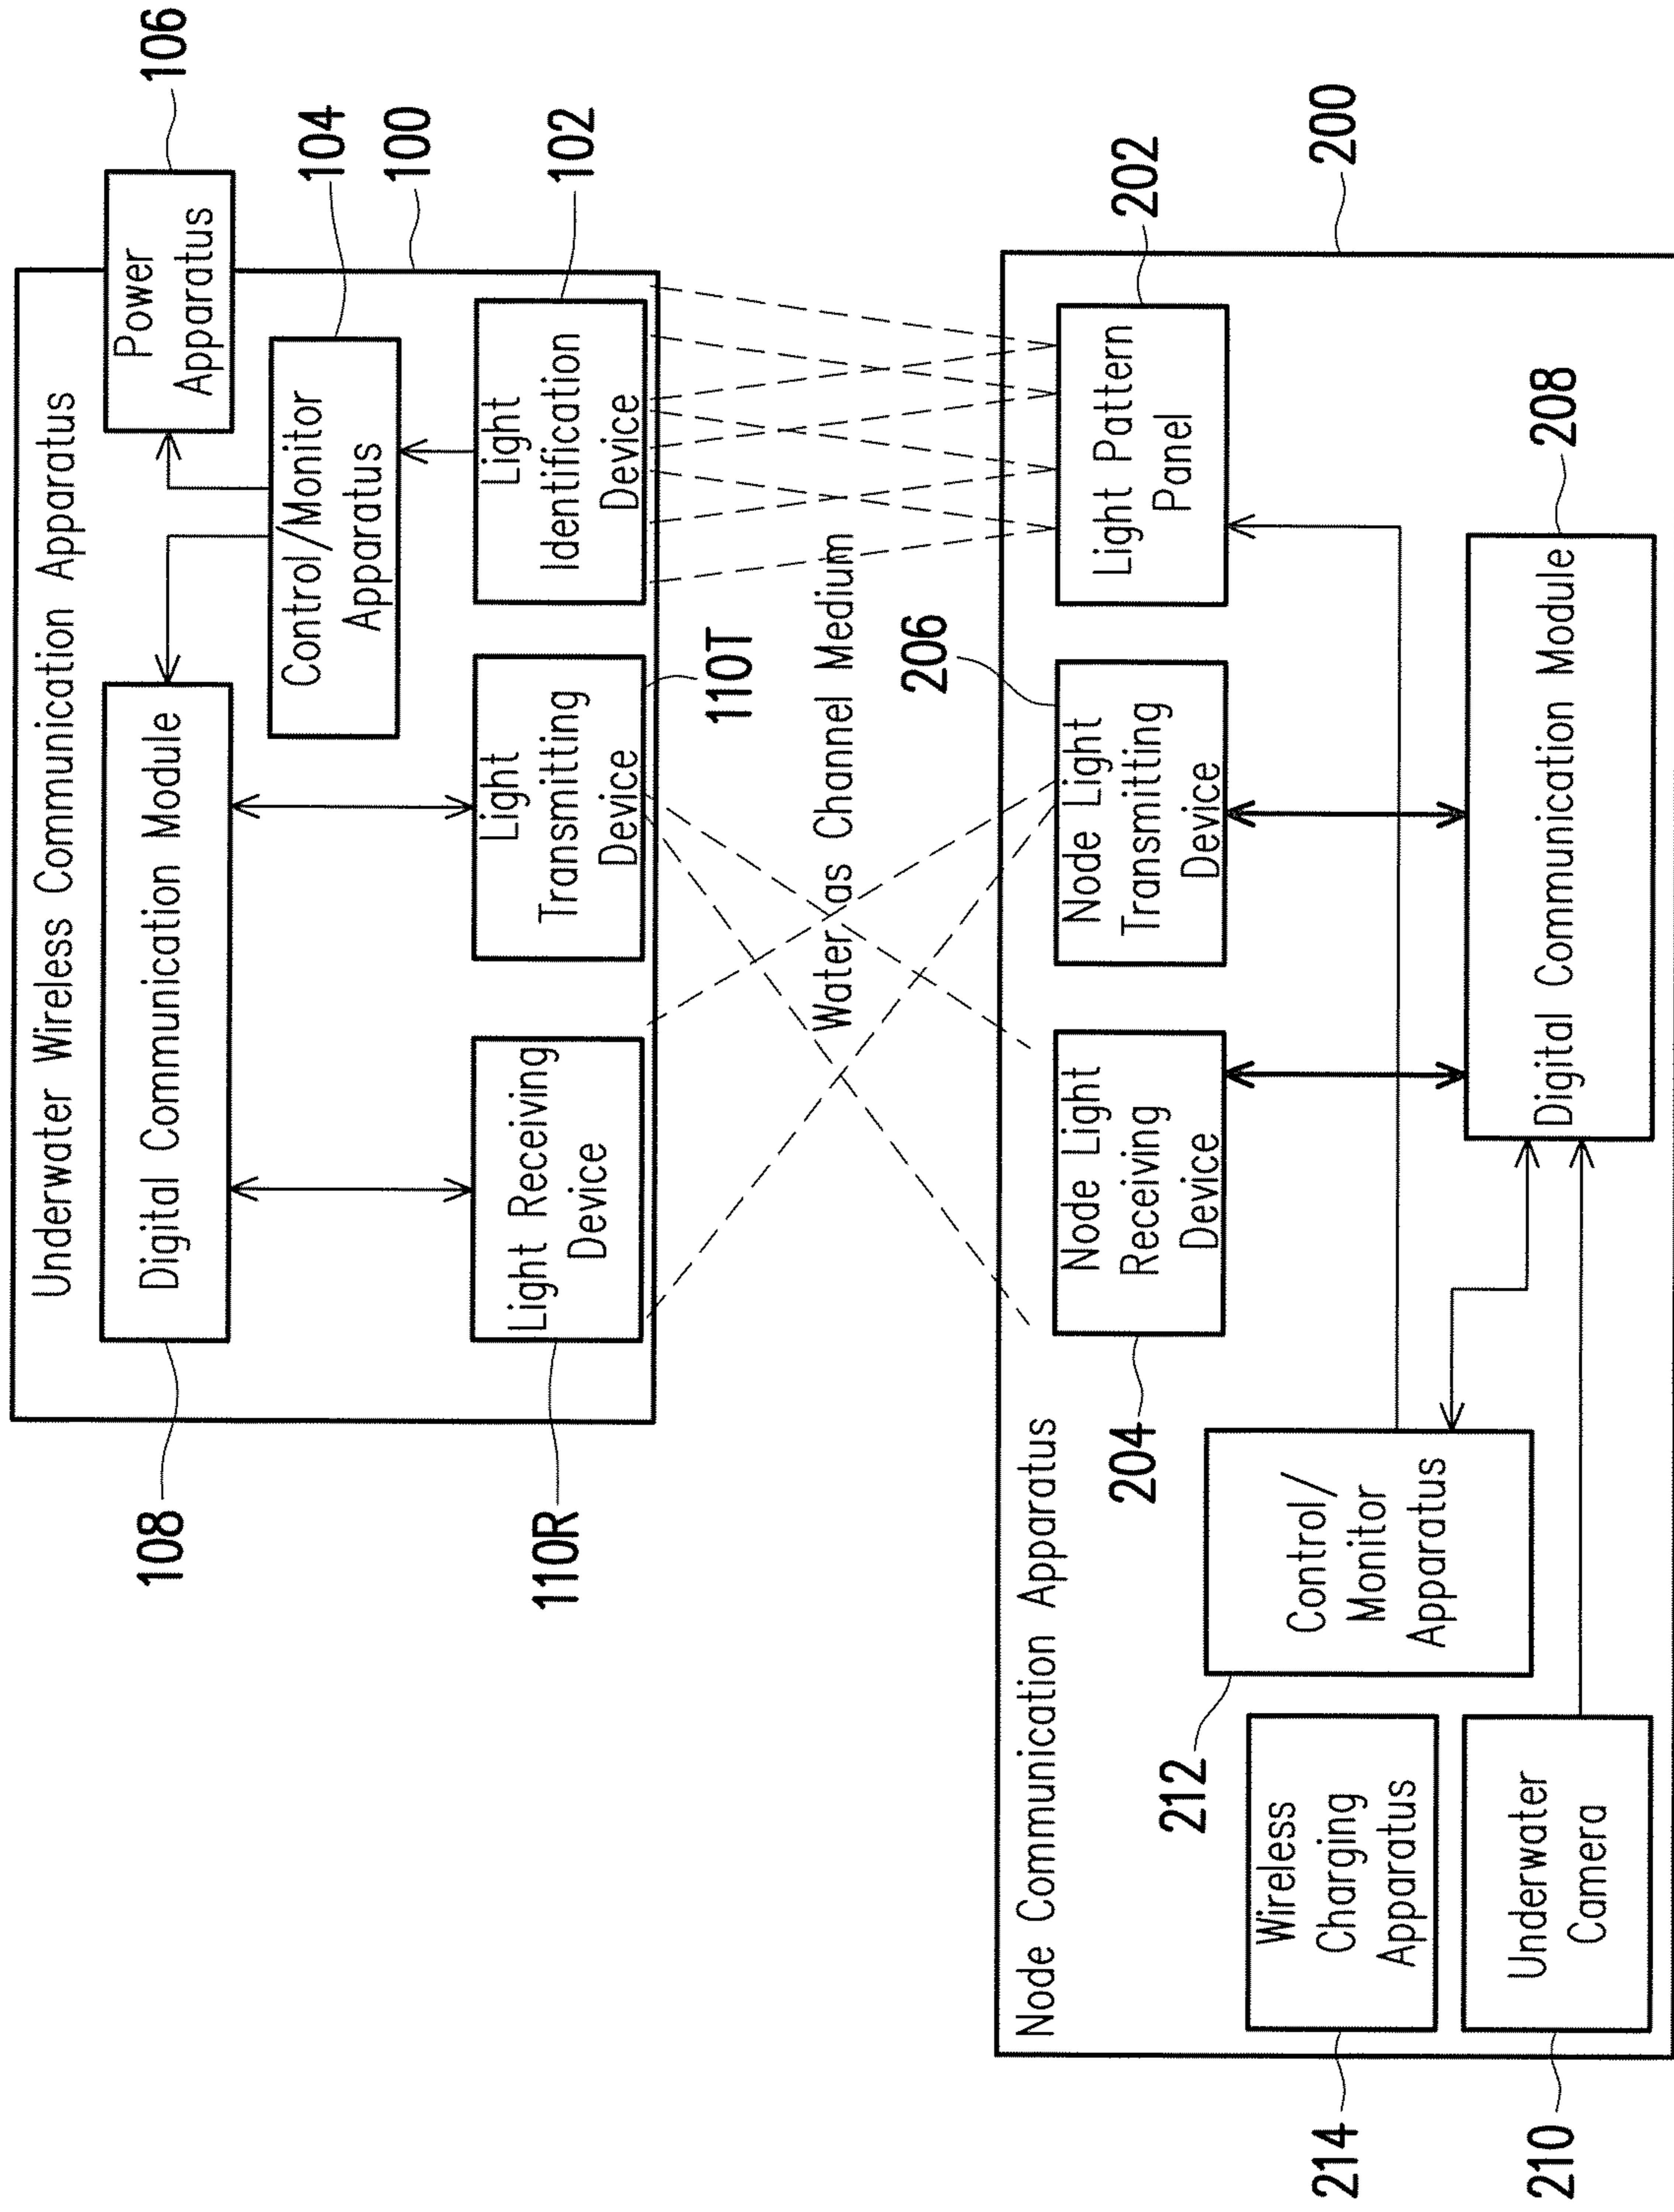 Underwater Wireless Communication Apparatus
108
Digital Communication Module
Power
Apparatus
106
Control/Monitor
Apparatus
104
100
110R
Light Receiving
Device
Light
Transmitting
Device
110T
Light
Identification
Device
102
Water as Channel Medium
Node Communication Apparatus
204
Node Light
Receiving
Device
206
Node Light
Transmitting
Device
Light Pattern
Panel
202
200
212
Control/
Monitor
Apparatus
214
Wireless
Charging
Apparatus
210
Underwater
Camera
Digital Communication Module
208